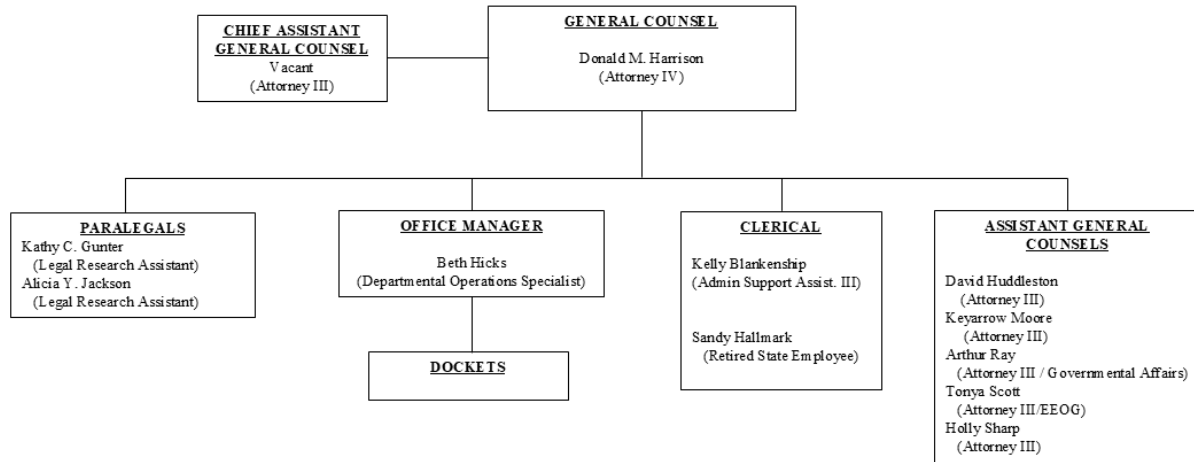 CHIEF ASSISTANT
GENERAL COUNSEL
Vacant
(Attorney III)
GENERAL COUNSEL
Donald M. Harrison
(Attorney IV)
PARALEGALS
Kathy C. Gunter
(Legal Research Assistant)
Alicia Y. Jackson
(Legal Research Assistant)
OFFICE MANAGER
Beth Hicks
(Departmental Operations Specialist)
DOCKETS
CLERICAL
Kelly Blankenship
(Admin Support Assist. III)
Sandy Hallmark
(Retired State Employee)
ASSISTANT GENERAL
COUNSELS
David Huddleston
(Attorney III)
Keyarrow Moore
(Attorney III)
Arthur Ray
(Attorney III / Governmental Affairs)
Tonya Scott
(Attorney III/EEOG)
Holly Sharp
(Attorney III)